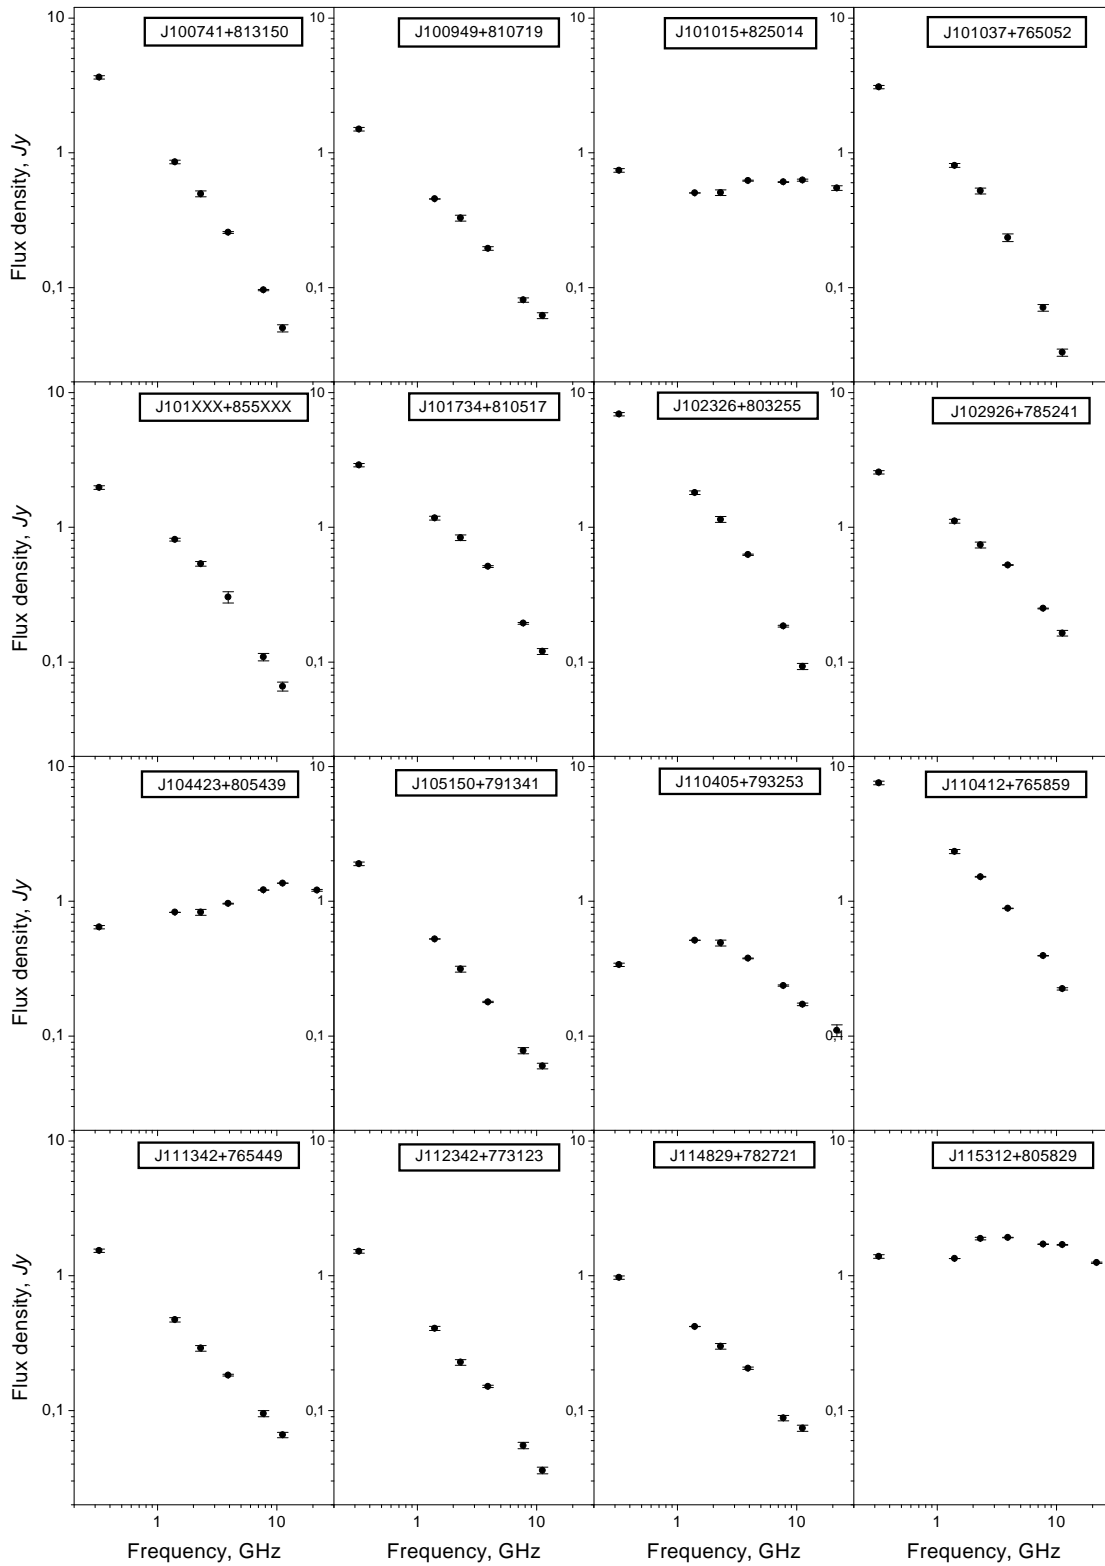 10
J100741+813150
10
J100949+810719
10
J101015+825014
10
J101037+765052
Flux density, Jy
1
1
1
1
0,1
0,1
0,1
0,1
10
J101XXX+855XXX
10
J101734+810517
10
J102326+803255
10
J102926+785241
Flux density, Jy
1
1
1
1
0,1
0,1
0,1
0,1
10
J104423+805439
10
J105150+791341
10
J110405+793253
10
J110412+765859
Flux density, Jy
1
1
1
1
0,1
0,1
0,1
0,1
10
J111342+765449
10
J112342+773123
10
J114829+782721
10
J115312+805829
Flux density, Jy
1
1
1
1
0,1
0,1
0,1
0,1
1 10 1 10 1 10 1 10
Frequency, GHz Frequency, GHz Frequency, GHz Frequency, GHz